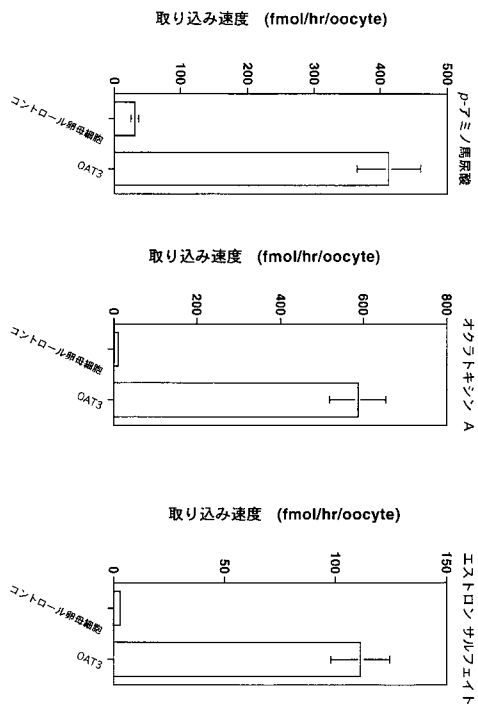 取り込み速度 (fmol/hr/oocyte)
0 100 200 300 400 500
p-アミノ馬尿酸
コントロール卵母細胞
OAT3
取り込み速度 (fmol/hr/oocyte)
0 200 400 600 800
オクラトキシン A
コントロール卵母細胞
OAT3
取り込み速度 (fmol/hr/oocyte)
0 50 100 150
エストロン サルフェイト
コントロール卵母細胞
OAT3